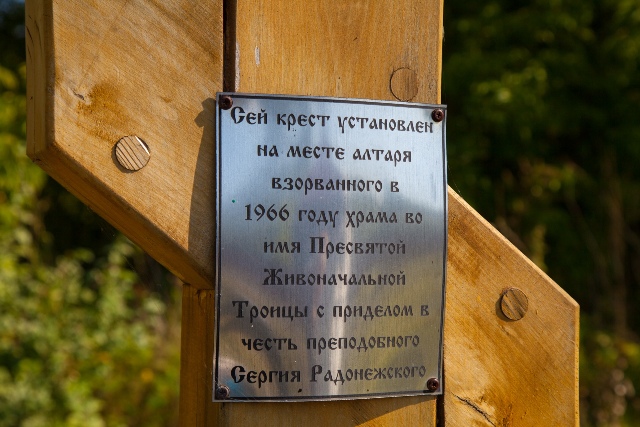 Сей крест установлен
на месте алтаря
взорванного в
1966 году храма во
имя Пресвятой
Живоначальной
Троицы с приделом в
честь преподобного
Сергия Радонежского